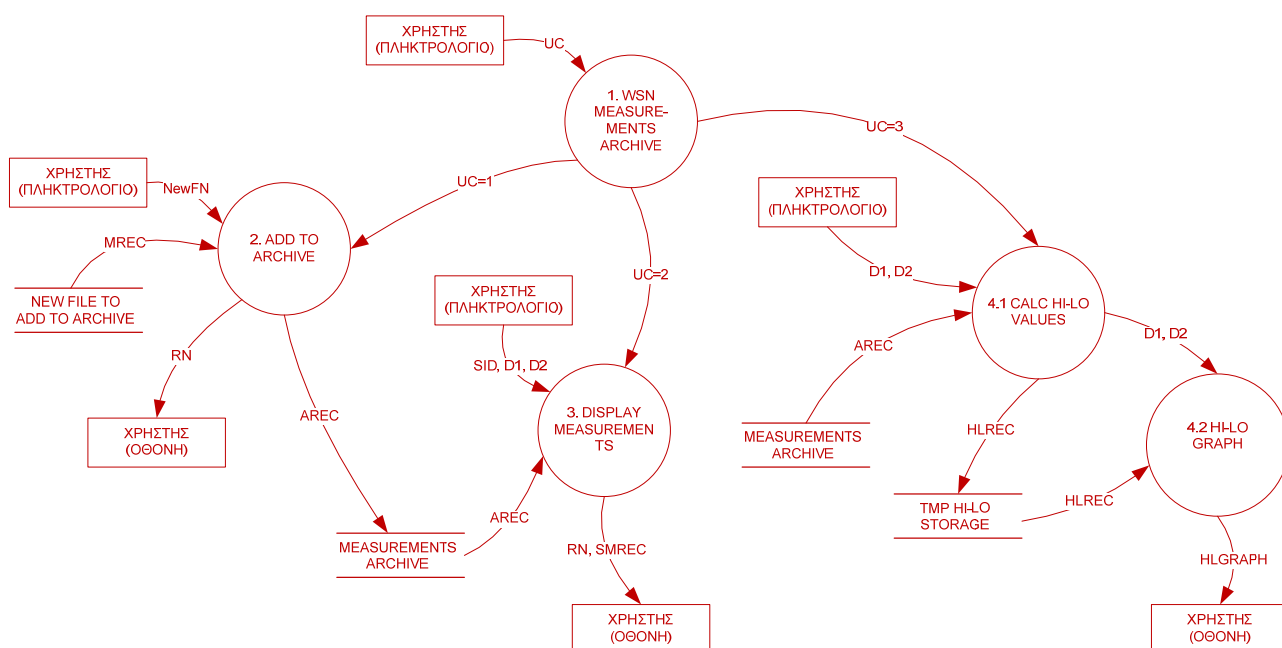 ΧΡΗΣΤΗΣ
(ΠΛΗΚΤΡΟΛΟΓΙΟ)
UC
1. WSN
MEASURE-
MENTS
ARCHIVE
UC=3
UC=1
UC=2
ΧΡΗΣΤΗΣ
(ΠΛΗΚΤΡΟΛΟΓΙΟ)
NewFN
MREC
NEW FILE TO
ADD TO ARCHIVE
2. ADD TO
ARCHIVE
RN
ΧΡΗΣΤΗΣ
(ΟΘΟΝΗ)
AREC
MEASUREMENTS
ARCHIVE
AREC
ΧΡΗΣΤΗΣ
(ΠΛΗΚΤΡΟΛΟΓΙΟ)
SID, D1, D2
3. DISPLAY
MEASUREMEN
TS
RN, SMREC
ΧΡΗΣΤΗΣ
(ΟΘΟΝΗ)
ΧΡΗΣΤΗΣ
(ΠΛΗΚΤΡΟΛΟΓΙΟ)
D1, D2
AREC
MEASUREMENTS
ARCHIVE
4.1 CALC HI-LO
VALUES
D1, D2
HLREC
TMP HI-LO
STORAGE
HLREC
4.2 HI-LO
GRAPH
HLGRAPH
ΧΡΗΣΤΗΣ
(ΟΘΟΝΗ)